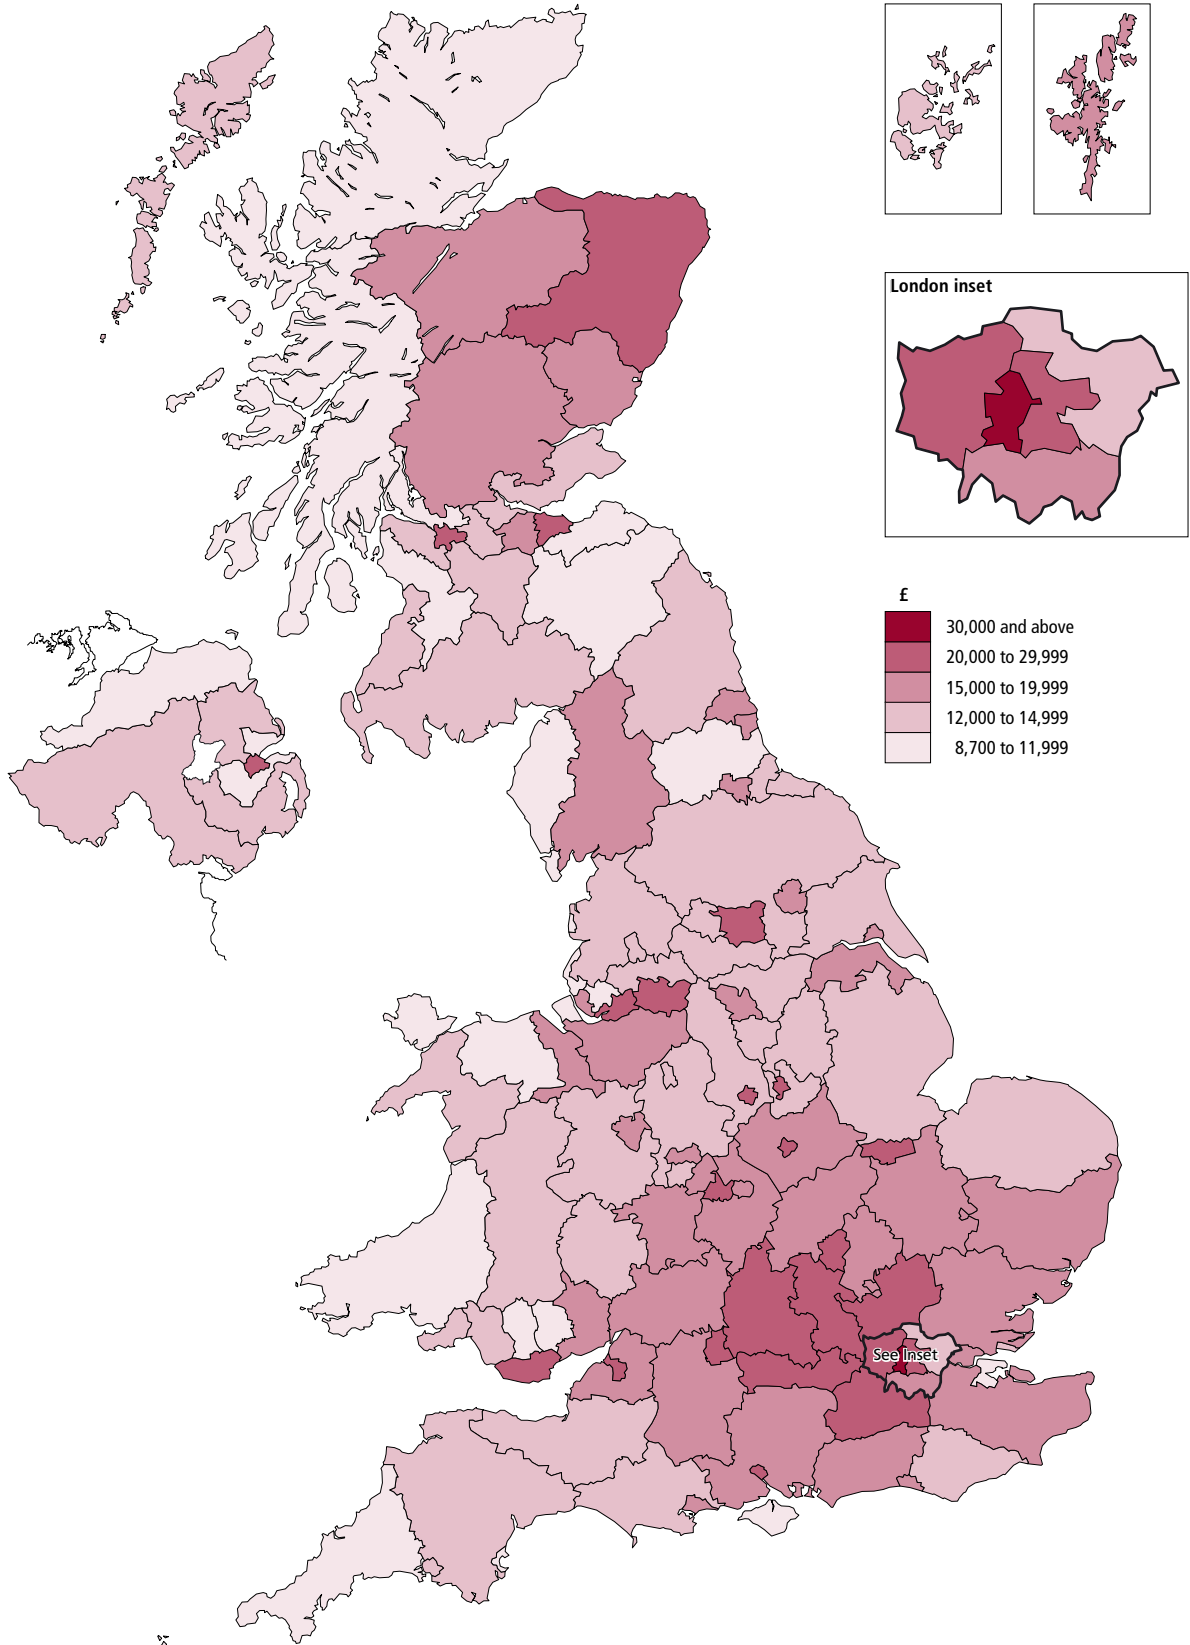 London inset
£
30,000 and above
20,000 to 29,999
15,000 to 19,999
12,000 to 14,999
8,700 to 11,999
See Inset